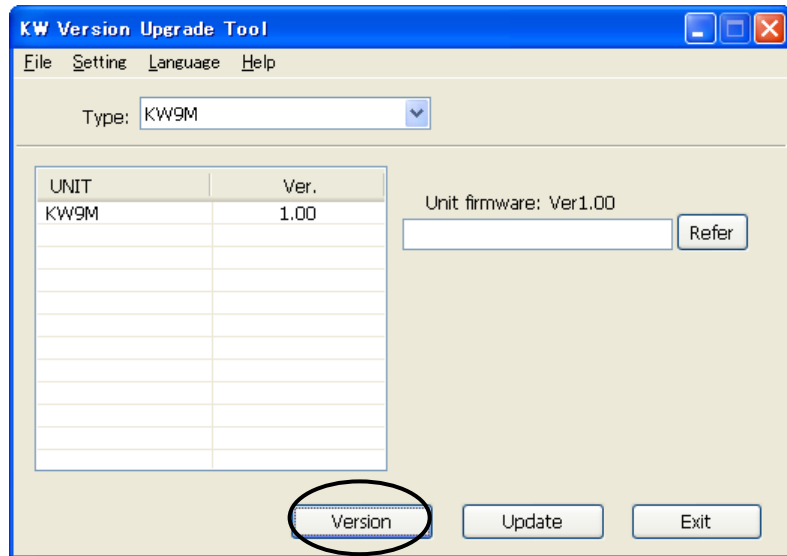 KW Version Upgrade Tool
File Setting Language Help
Type: KW9M
UNIT Ver.
KW9M 1.00
Unit firmware: Ver1.00
Refer
Version Update Exit